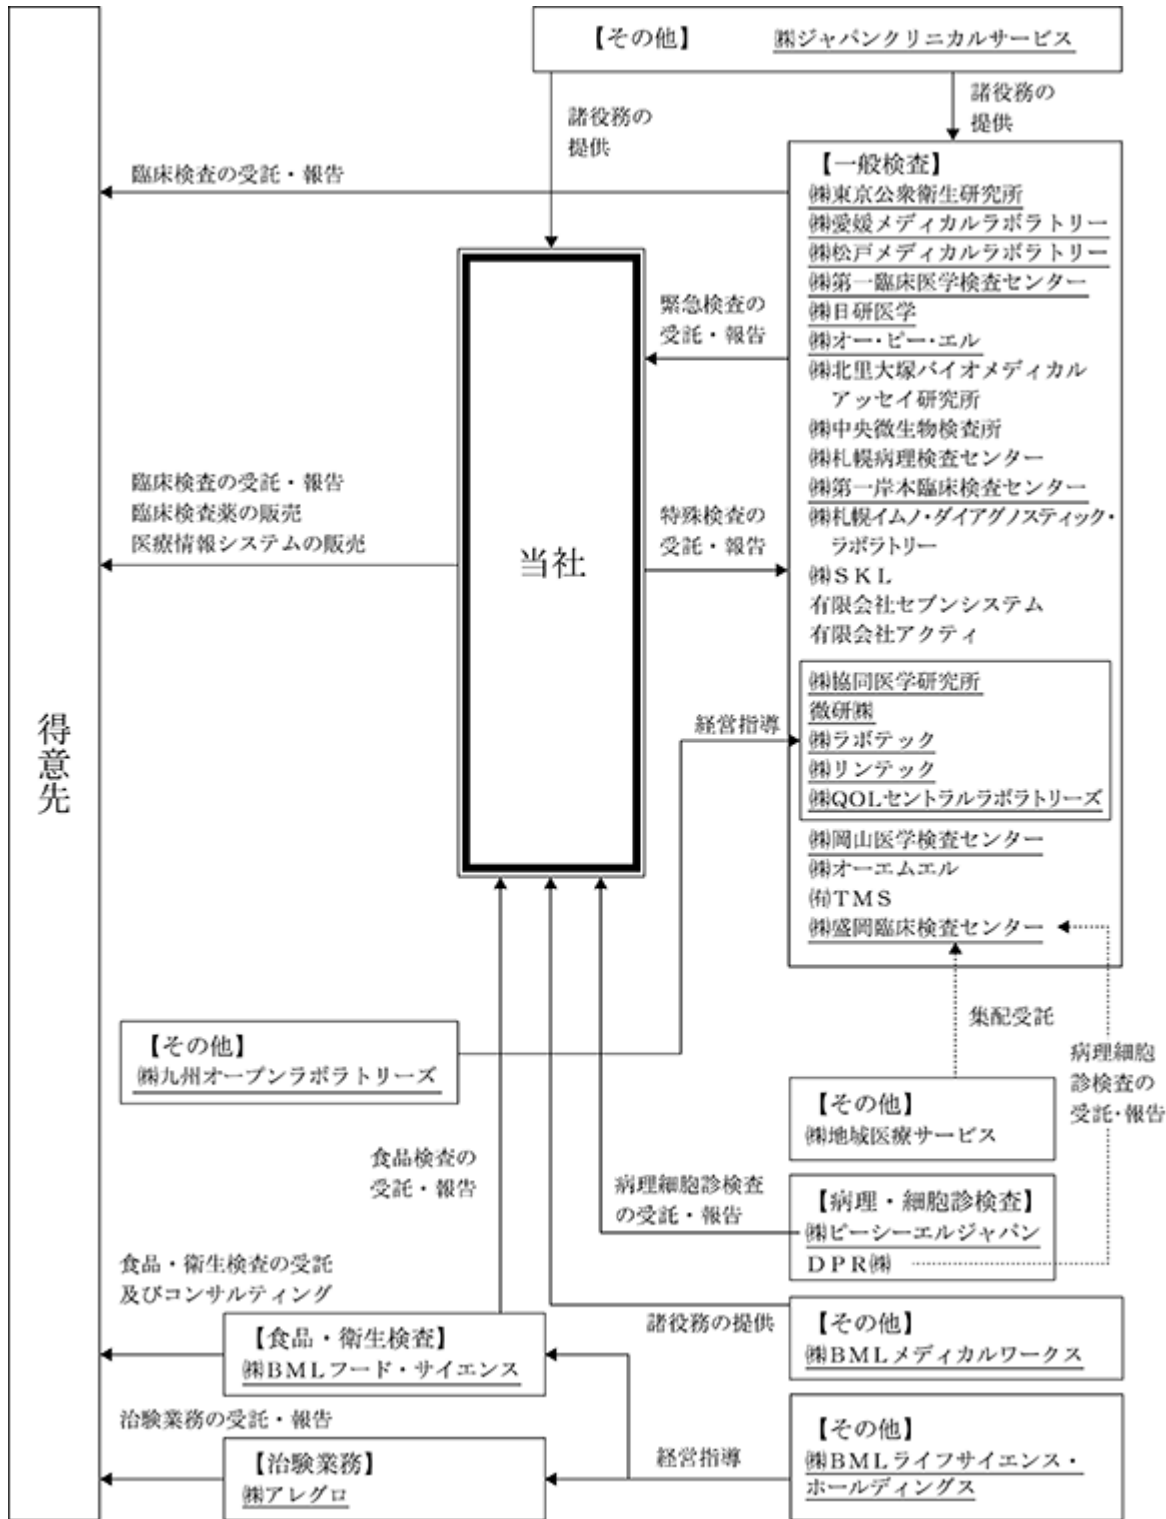 【その他】 ㈱ジャパンクリニカルサービス
諸役務の
提供
諸役務の
提供
臨床検査の受託・報告
【一般検査】
㈱東京公衆衛生研究所
㈱愛媛メディカルラボラトリー
㈱松戸メディカルラボラトリー
㈱第一臨床医学検査センター
㈱日研医学
㈱オー・ピー・エル
㈱北里大塚バイオメディカル
アッセイ研究所
㈱中央微生物検査所
㈱札幌病理検査センター
㈱第一岸本臨床検査センター
㈱札幌イムノ・ダイアグノスティック・
ラボラトリー
㈱SKL
有限会社セブンシステム
有限会社アクティ
㈱協同医学研究所
微研㈱
㈱ラボテック
㈱リンテック
㈱QOLセントラルラボラトリーズ
㈱岡山医学検査センター
㈱オーエムエル
㈲TMS
㈱盛岡臨床検査センター
緊急検査の
受託・報告
臨床検査の受託・報告
臨床検査薬の販売
医療情報システムの販売
特殊検査の
受託・報告
当社
得意先
経営指導
集配受託
病理細胞
診検査の
受託・報告
【その他】
㈱九州オープンラボラトリーズ
【その他】
㈱地域医療サービス
食品検査の
受託・報告
病理細胞診検査
の受託・報告
【病理・細胞診検査】
㈱ピーシーエルジャパン
DPR㈱
食品・衛生検査の受託
及びコンサルティング
【食品・衛生検査】
㈱BMLフード・サイエンス
諸役務の提供
【その他】
㈱BMLメディカルワークス
治験業務の受託・報告
【治験業務】
㈱アレグロ
経営指導
【その他】
㈱BMLライフサイエンス・
ホールディングス